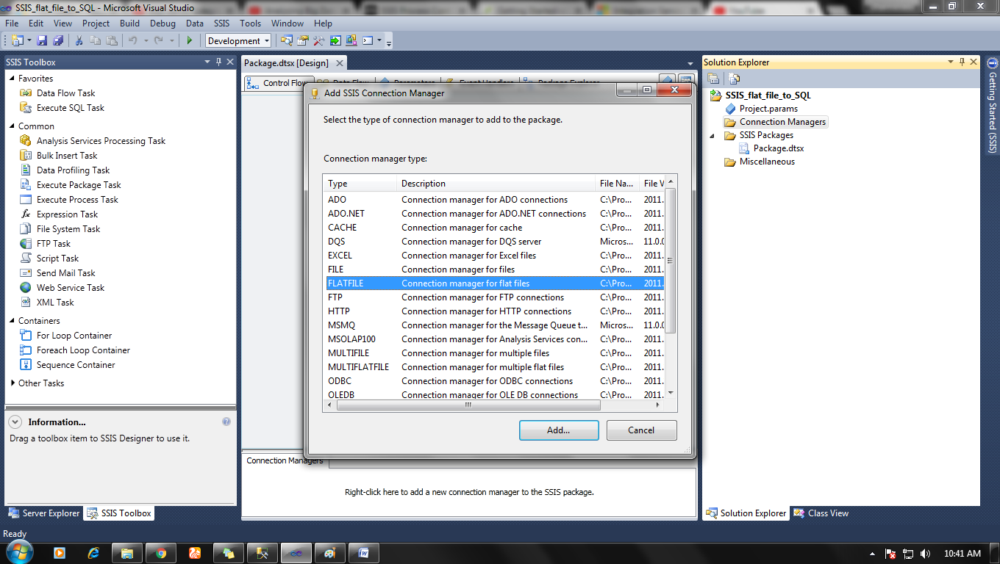 SSIS_flat_file_to_SQL - Microsoft Visual Studio
File Edit View Project Build Debug Data SSIS Tools Window Help
Development
SSIS Toolbox
Favorites
Data Flow Task
Execute SQL Task
Common
Analysis Services Processing Task
Bulk Insert Task
Data Profiling Task
Execute Package Task
Execute Process Task
Expression Task
File System Task
FTP Task
Script Task
Send Mail Task
Web Service Task
XML Task
Containers
For Loop Container
Foreach Loop Container
Sequence Container
Other Tasks
Information...
Drag a toolbox item to SSIS Designer to use it.
Server Explorer
SSIS Toolbox
Package.dtsx [Design]
Control Flow Data Flow Parameters Event Handlers Package Explorer
Add SSIS Connection Manager
Select the type of connection manager to add to the package.
Connection manager type:
Type Description File Na... File V
ADO Connection manager for ADO connections C:\Pro... 2011.
ADO.NET Connection manager for ADO.NET connections C:\Pro... 2011.
CACHE Connection manager for cache C:\Pro... 2011.
DQS Connection manager for DQS server Micros... 11.0.0
EXCEL Connection manager for Excel files C:\Pro... 2011.
FILE Connection manager for files C:\Pro... 2011.
FLATFILE Connection manager for flat files C:\Pro... 2011.
FTP Connection manager for FTP connections C:\Pro... 2011.
HTTP Connection manager for HTTP connections C:\Pro... 2011.
MSMQ Connection manager for the Message Queue t... Micros... 11.0.0
MSOLAP100 Connection manager for Analysis Services con... C:\Pro... 2011.
MULTIFILE Connection manager for multiple files C:\Pro... 2011.
MULTIFLATFILE Connection manager for multiple flat files C:\Pro... 2011.
ODBC Connection manager for ODBC connections C:\Pro... 2011.
OLEDB Connection manager for OLE DB connections C:\Pro... 2011.
Add... Cancel
Connection Managers
Right-click here to add a new connection manager to the SSIS package.
Solution Explorer
SSIS_flat_file_to_SQL
Project.params
Connection Managers
SSIS Packages
Package.dtsx
Miscellaneous
Solution Explorer
Class View
Getting Started (SSIS)
Ready
10:41 AM